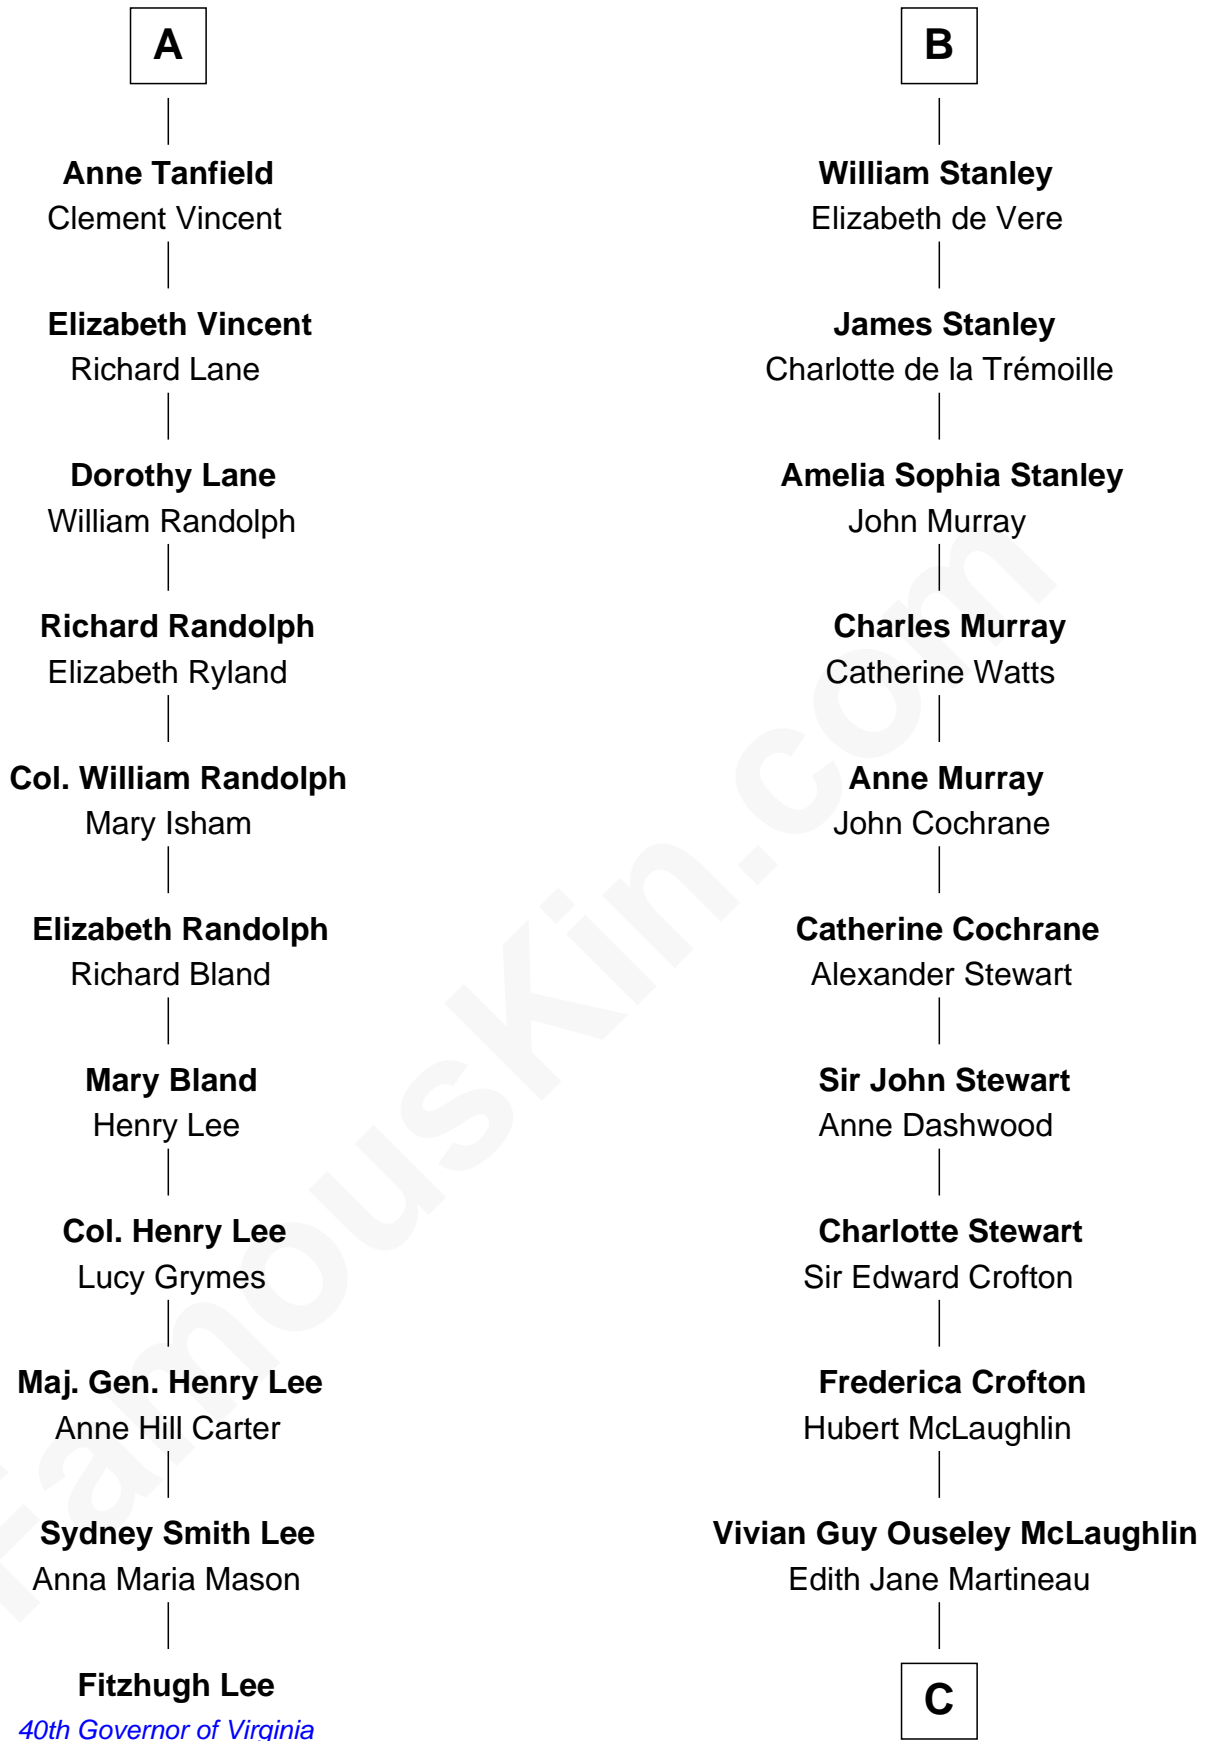 A
Anne Tanfield
Clement Vincent
Elizabeth Vincent
Richard Lane
Dorothy Lane
William Randolph
Richard Randolph
Elizabeth Ryland
Col. William Randolph
Mary Isham
Elizabeth Randolph
Richard Bland
Mary Bland
Henry Lee
Col. Henry Lee
Lucy Grymes
Maj. Gen. Henry Lee
Anne Hill Carter
Sydney Smith Lee
Anna Maria Mason
Fitzhugh Lee
40th Governor of Virginia
B
William Stanley
Elizabeth de Vere
James Stanley
Charlotte de la Trémoille
Amelia Sophia Stanley
John Murray
Charles Murray
Catherine Watts
Anne Murray
John Cochrane
Catherine Cochrane
Alexander Stewart
Sir John Stewart
Anne Dashwood
Charlotte Stewart
Sir Edward Crofton
Frederica Crofton
Hubert McLaughlin
Vivian Guy Ouseley McLaughlin
Edith Jane Martineau
C
FamousKin.com